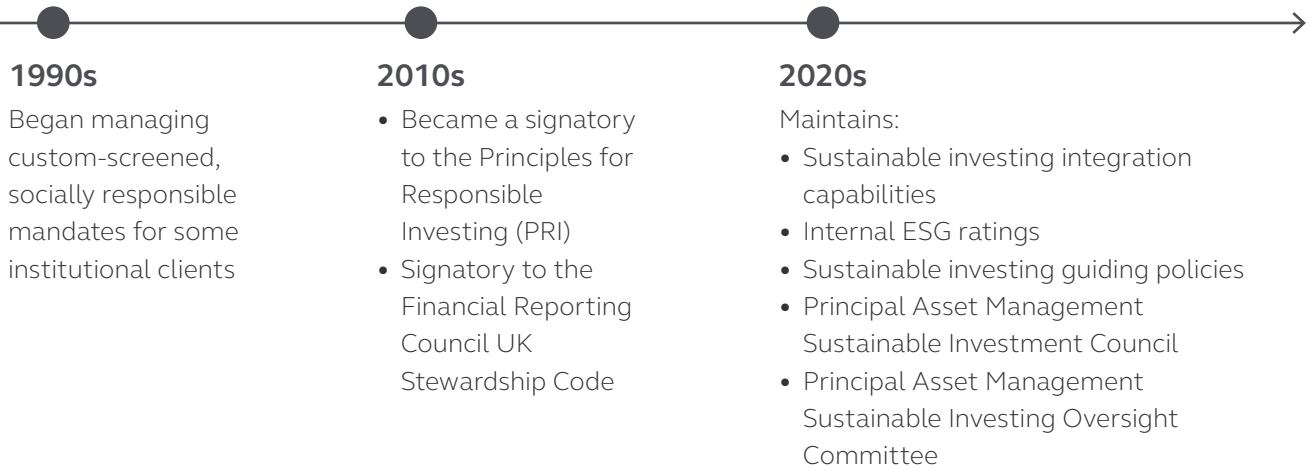 1990s
Began managing
custom-screened,
socially responsible
mandates for some
institutional clients
2010s
• Became a signatory
to the Principles for
Responsible
Investing (PRI)
• Signatory to the
Financial Reporting
Council UK
Stewardship Code
2020s
Maintains:
• Sustainable investing integration
capabilities
• Internal ESG ratings
• Sustainable investing guiding policies
• Principal Asset Management
Sustainable Investment Council
• Principal Asset Management
Sustainable Investing Oversight
Committee